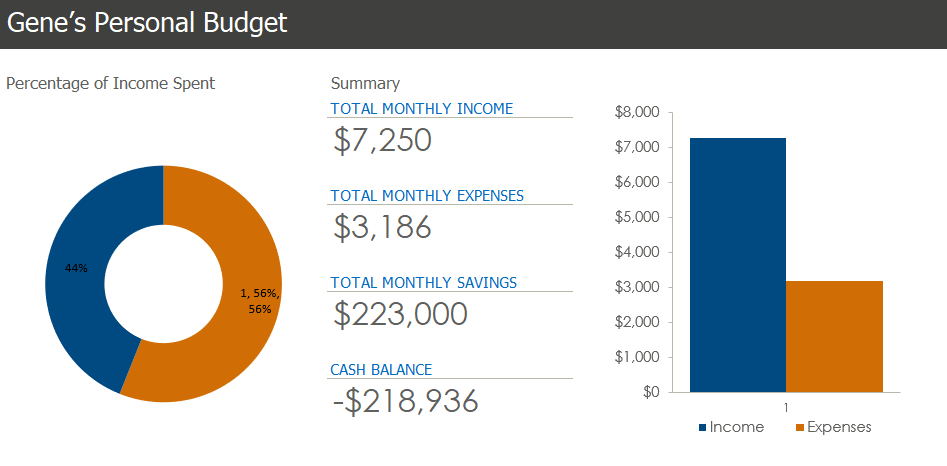 Gene’s Personal Budget
Percentage of Income Spent
44%
1, 56%,
56%
Summary
TOTAL MONTHLY INCOME
$7,250
TOTAL MONTHLY EXPENSES
$3,186
TOTAL MONTHLY SAVINGS
$223,000
CASH BALANCE
-$218,936
$8,000
$7,000
$6,000
$5,000
$4,000
$3,000
$2,000
$1,000
$0
1
Income Expenses